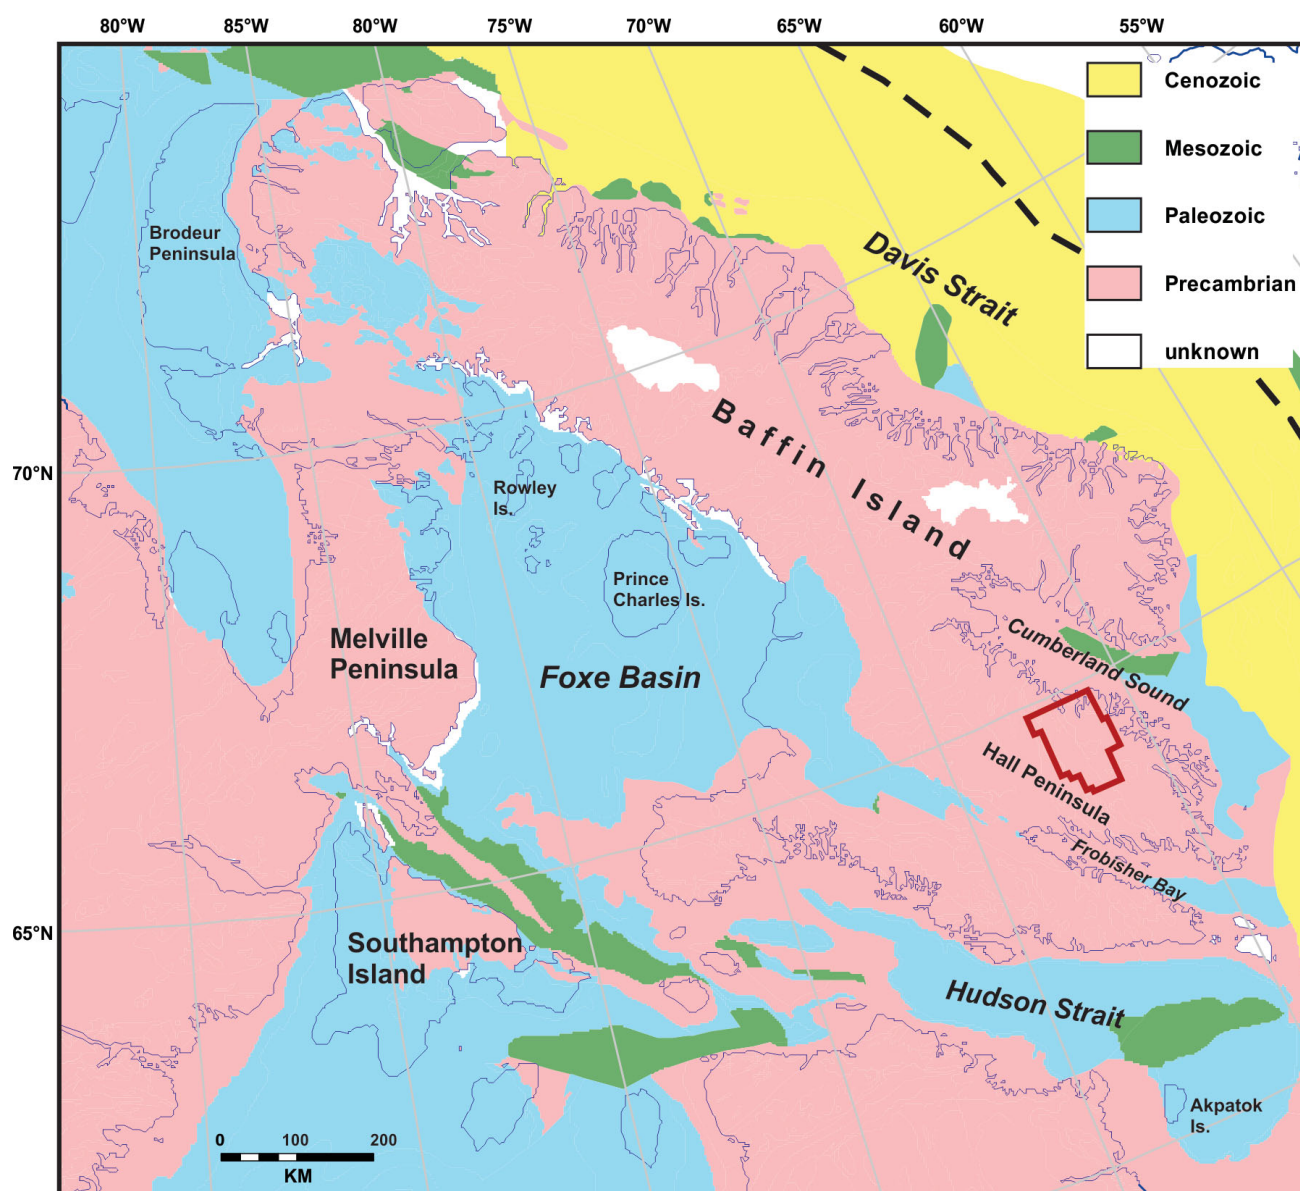 80°W 85°W 80°W 75°W 70°W 65°W 60°W 55°W
Cenozoic
Mesozoic
Paleozoic
Precambrian
unknown
Brodeur
Peninsula
Davis Strait
Baffin Island
70°N
Rowley
Is.
Prince
Charles Is.
Melville
Peninsula
Foxe Basin
Cumberland Sound
Hall Peninsula
Frobisher Bay
65°N
Southampton
Island
Hudson Strait
Akpatok
Is.
0 100 200
KM